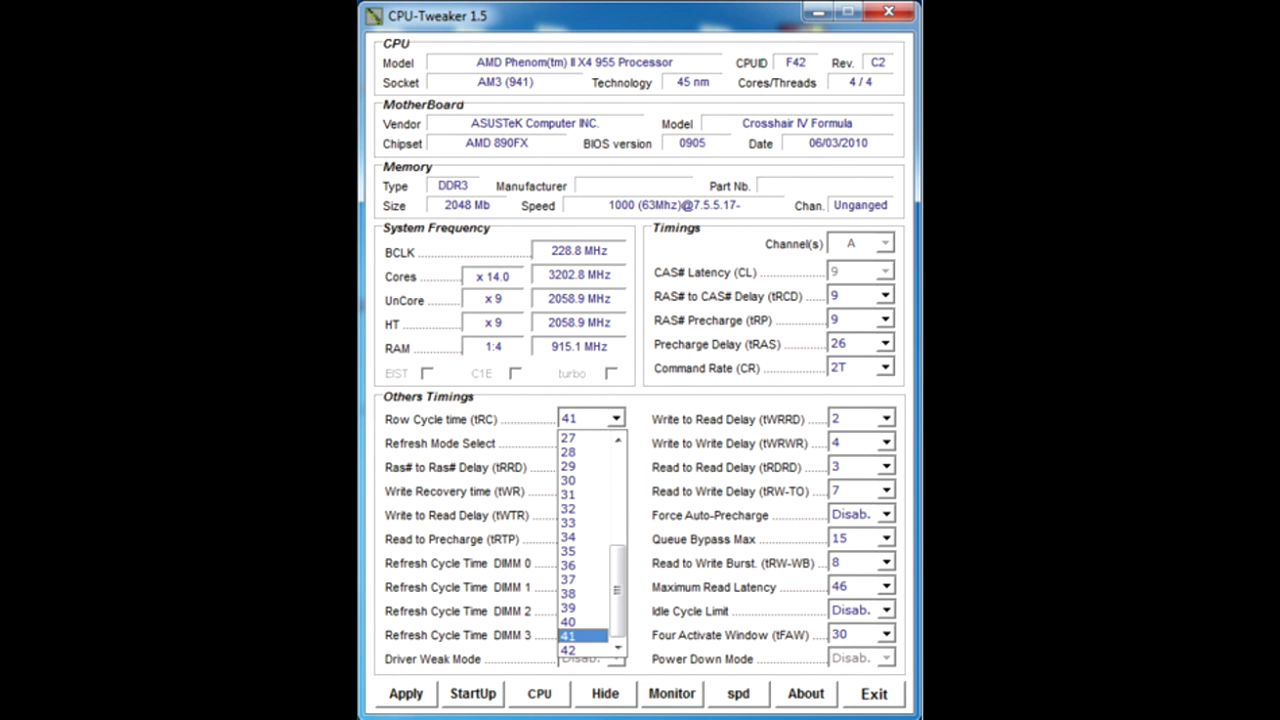 CPU-Tweaker 1.5
CPU
Model AMD Phenom(tm) II X4 955 Processor CPUID F42 Rev. C2
Socket AM3 (941) Technology 45 nm Cores/Threads 4 / 4
MotherBoard
Vendor ASUSTeK Computer INC. Model Crosshair IV Formula
Chipset AMD 890FX BIOS version 0905 Date 06/03/2010
Memory
Type DDR3 Manufacturer Part Nb.
Size 2048 Mb Speed 1000 (63Mhz)@7.5.5.17- Chan. Unganged
System Frequency
BCLK 228.8 MHz
Cores x 14.0 3202.8 MHz
UnCore x 9 2058.9 MHz
HT x 9 2058.9 MHz
RAM 1:4 915.1 MHz
EIST C1E turbo
Timings
Channel(s) A
CAS# Latency (CL) 9
RAS# to CAS# Delay (tRCD) 9
RAS# Precharge (tRP) 9
Precharge Delay (tRAS) 26
Command Rate (CR) 2T
Others Timings
Row Cycle time (tRC) 41
Refresh Mode Select
Ras# to Ras# Delay (tRRD)
Write Recovery time (tWR)
Write to Read Delay (tWTR)
Read to Precharge (tRTP)
Refresh Cycle Time DIMM 0
Refresh Cycle Time DIMM 1
Refresh Cycle Time DIMM 2
Refresh Cycle Time DIMM 3
Driver Weak Mode Disab.
27
28
29
30
31
32
33
34
35
36
37
38
39
40
41
42
Write to Read Delay (tWRRD) 2
Write to Write Delay (tWRWR) 4
Read to Read Delay (tRDRD) 3
Read to Write Delay (tRW-TO) 7
Force Auto-Precharge Disab.
Queue Bypass Max 15
Read to Write Burst. (tRW-WB) 8
Maximum Read Latency 46
Idle Cycle Limit Disab.
Four Activate Window (tFAW) 30
Power Down Mode Disab.
Apply StartUp CPU Hide Monitor spd About Exit